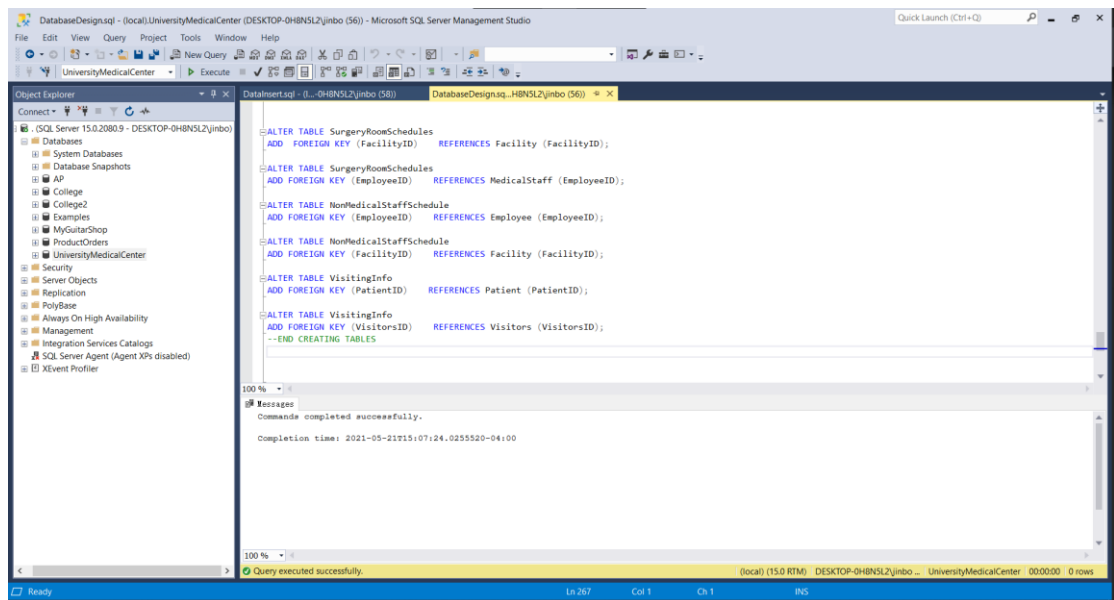 DatabaseDesign.sql - (local).UniversityMedicalCenter (DESKTOP-0H8N5L2\jinbo (56)) - Microsoft SQL Server Management Studio
Quick Launch (Ctrl+Q)
File Edit View Query Project Tools Window Help
New Query
UniversityMedicalCenter Execute
Object Explorer
DataInsert.sql - (l...-0H8N5L2\jinbo (58))
DatabaseDesign.sq...H8N5L2\jinbo (56))
Connect
. (SQL Server 15.0.2080.9 - DESKTOP-0H8N5L2\jinbo)
Databases
System Databases
Database Snapshots
AP
College
College2
Examples
MyGuitarShop
ProductOrders
UniversityMedicalCenter
Security
Server Objects
Replication
PolyBase
Always On High Availability
Management
Integration Services Catalogs
SQL Server Agent (Agent XPs disabled)
XEvent Profiler
ALTER TABLE SurgeryRoomSchedules
ADD FOREIGN KEY (FacilityID) REFERENCES Facility (FacilityID);
ALTER TABLE SurgeryRoomSchedules
ADD FOREIGN KEY (EmployeeID) REFERENCES MedicalStaff (EmployeeID);
ALTER TABLE NonMedicalStaffSchedule
ADD FOREIGN KEY (EmployeeID) REFERENCES Employee (EmployeeID);
ALTER TABLE NonMedicalStaffSchedule
ADD FOREIGN KEY (FacilityID) REFERENCES Facility (FacilityID);
ALTER TABLE VisitingInfo
ADD FOREIGN KEY (PatientID) REFERENCES Patient (PatientID);
ALTER TABLE VisitingInfo
ADD FOREIGN KEY (VisitorsID) REFERENCES Visitors (VisitorsID);
--END CREATING TABLES
100 %
Messages
Commands completed successfully.
Completion time: 2021-05-21T15:07:24.0255520-04:00
100 %
Query executed successfully.
(local) (15.0 RTM) DESKTOP-0H8N5L2\jinbo ... UniversityMedicalCenter 00:00:00 0 rows
Ready Ln 267 Col 1 Ch 1 INS